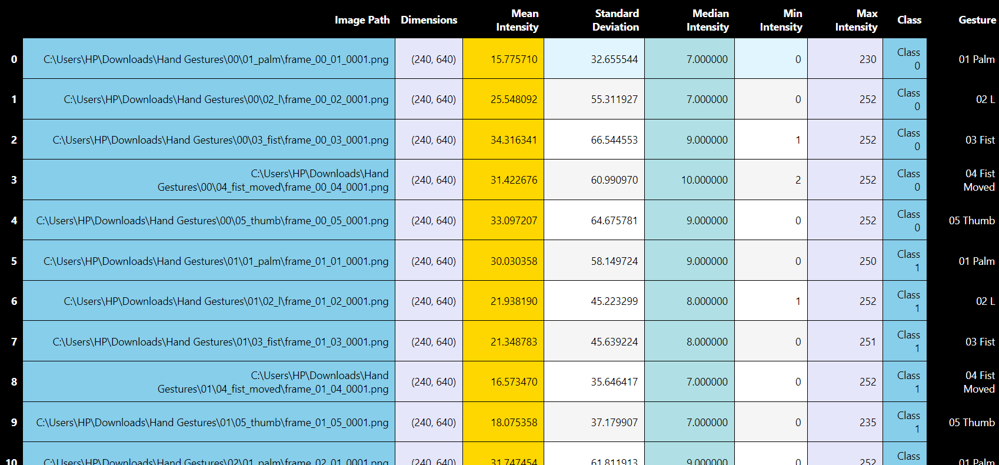 Image Path Dimensions Mean Intensity Standard Deviation Median Intensity Min Intensity Max Intensity Class Gesture
0 C:\Users\HP\Downloads\Hand Gestures\00\01_palm\frame_00_01_0001.png (240, 640) 15.775710 32.655544 7.000000 0 230 Class 0 01 Palm
1 C:\Users\HP\Downloads\Hand Gestures\00\02_l\frame_00_02_0001.png (240, 640) 25.548092 55.311927 7.000000 0 252 Class 0 02 L
2 C:\Users\HP\Downloads\Hand Gestures\00\03_fist\frame_00_03_0001.png (240, 640) 34.316341 66.544553 9.000000 1 252 Class 0 03 Fist
3 C:\Users\HP\Downloads\Hand Gestures\00\04_fist_moved\frame_00_04_0001.png (240, 640) 31.422676 60.990970 10.000000 2 252 Class 0 04 Fist Moved
4 C:\Users\HP\Downloads\Hand Gestures\00\05_thumb\frame_00_05_0001.png (240, 640) 33.097207 64.675781 9.000000 0 252 Class 0 05 Thumb
5 C:\Users\HP\Downloads\Hand Gestures\01\01_palm\frame_01_01_0001.png (240, 640) 30.030358 58.149724 9.000000 0 250 Class 1 01 Palm
6 C:\Users\HP\Downloads\Hand Gestures\01\02_l\frame_01_02_0001.png (240, 640) 21.938190 45.223299 8.000000 1 252 Class 1 02 L
7 C:\Users\HP\Downloads\Hand Gestures\01\03_fist\frame_01_03_0001.png (240, 640) 21.348783 45.639224 8.000000 0 251 Class 1 03 Fist
8 C:\Users\HP\Downloads\Hand Gestures\01\04_fist_moved\frame_01_04_0001.png (240, 640) 16.573470 35.646417 7.000000 0 252 Class 1 04 Fist Moved
9 C:\Users\HP\Downloads\Hand Gestures\01\05_thumb\frame_01_05_0001.png (240, 640) 18.075358 37.179907 7.000000 0 235 Class 1 05 Thumb
10 C:\Users\HP\Downloads\Hand Gestures\02\01_palm\frame_02_01_0001.png (240, 640) 31.747454 61.811913 9.000000 0 252 Class 01 Palm